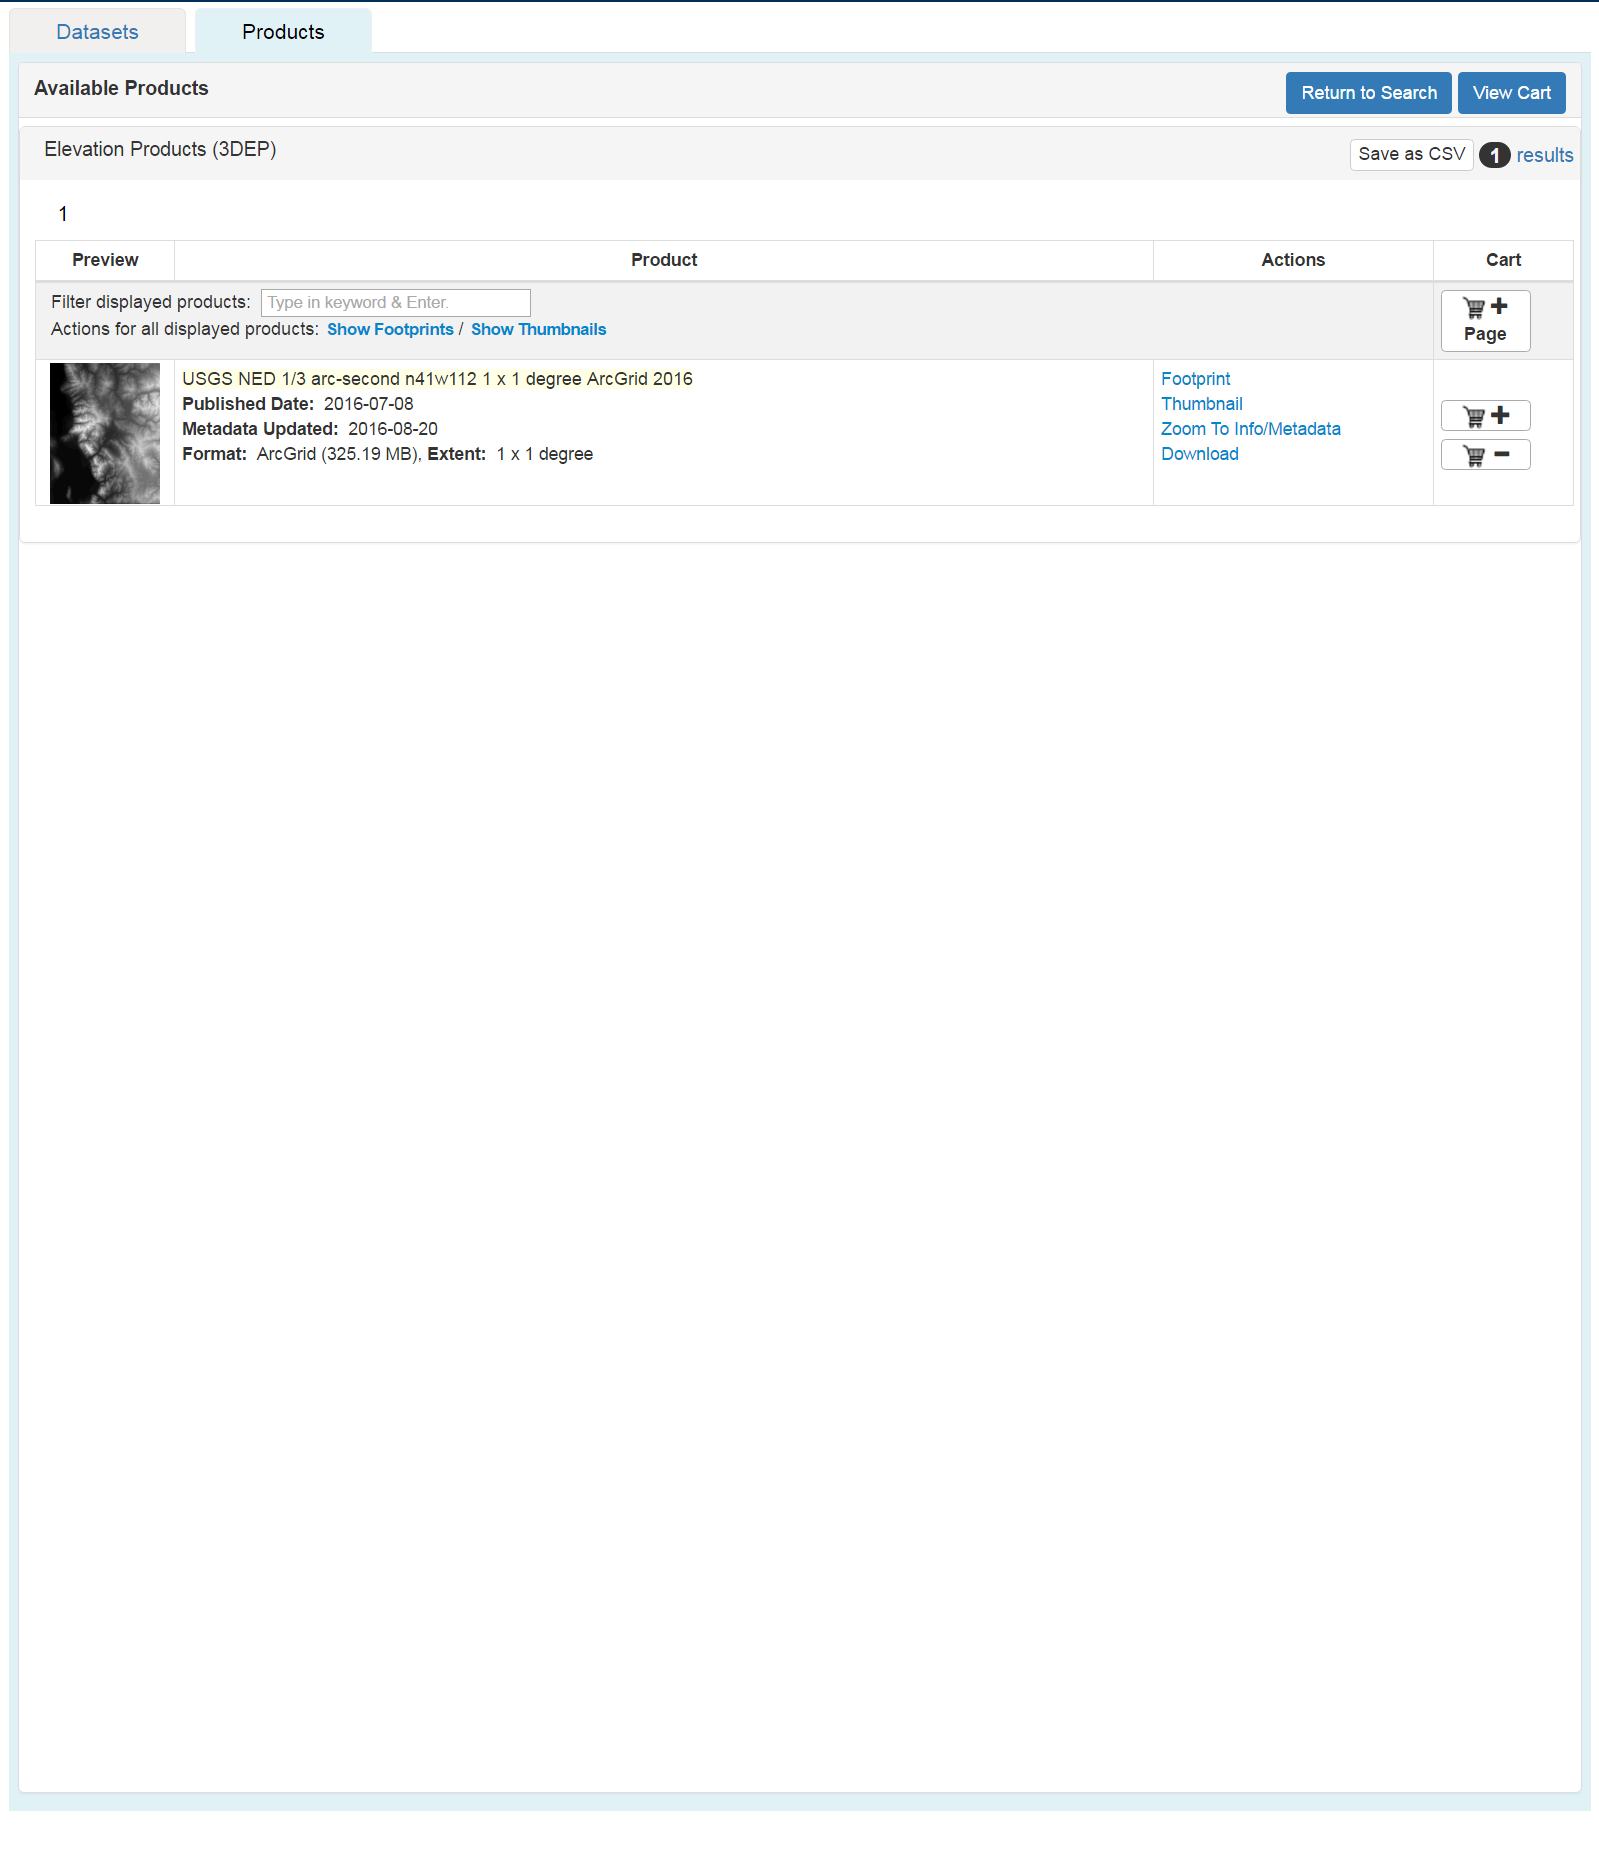 Datasets Products
Available Products Return to Search View Cart
Elevation Products (3DEP) Save as CSV 1 results
1
Preview Product Actions Cart
Filter displayed products: Type in keyword & Enter.
Actions for all displayed products: Show Footprints / Show Thumbnails
Page
USGS NED 1/3 arc-second n41w112 1 x 1 degree ArcGrid 2016
Published Date: 2016-07-08
Metadata Updated: 2016-08-20
Format: ArcGrid (325.19 MB), Extent: 1 x 1 degree
Footprint
Thumbnail
Zoom To Info/Metadata
Download